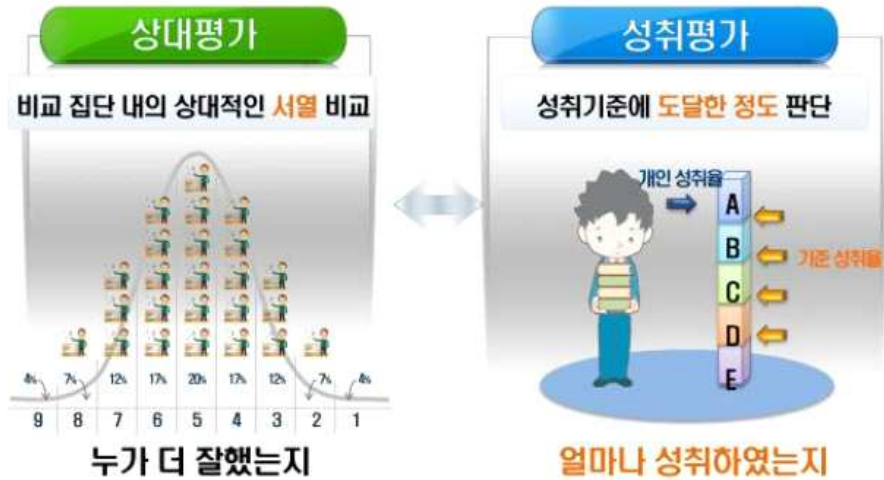 상대평가
비교 집단 내의 상대적인 서열 비교
4% 7% 12% 17% 20% 17% 12% 7% 4%
9 8 7 6 5 4 3 2 1
누가 더 잘했는지
성취평가
성취기준에 도달한 정도 판단
개인 성취율
A
B
C
D
E
기준 성취율
얼마나 성취하였는지